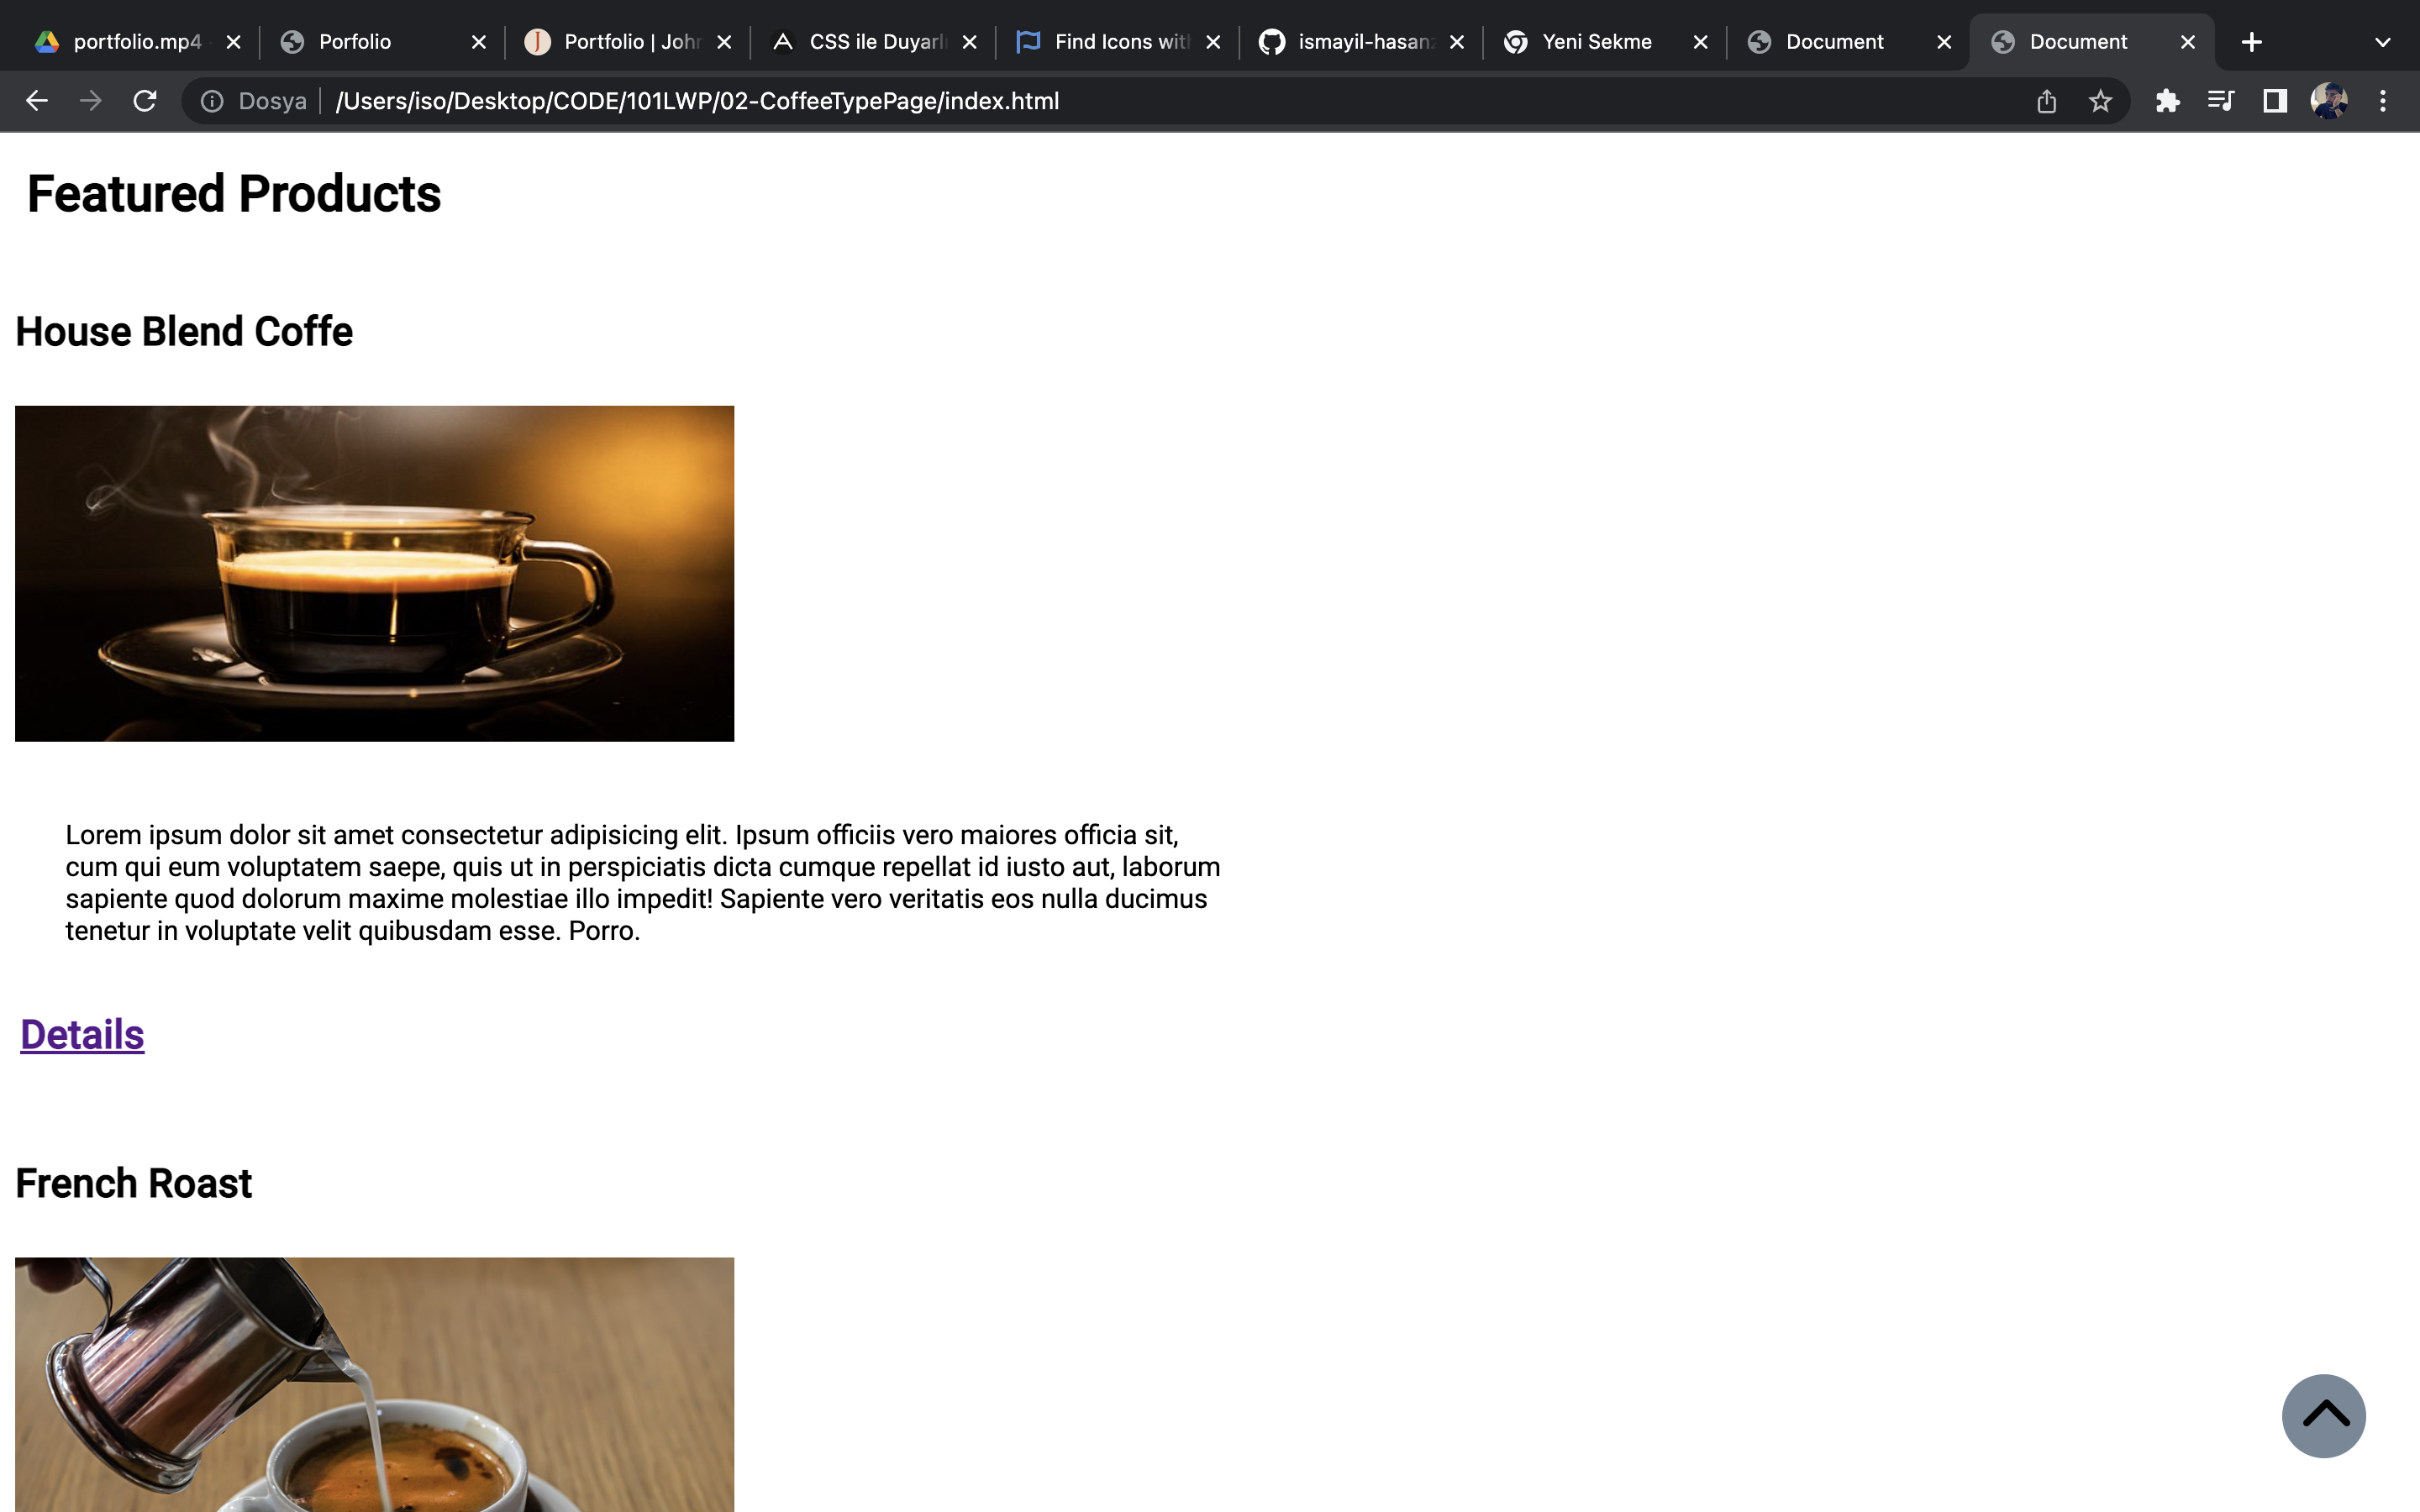 portfolio.mp4
Porfolio
Portfolio | John
CSS ile Duyarlı
Find Icons with
ismayil-hasanz
Yeni Sekme
Document
Document
Dosya
/Users/iso/Desktop/CODE/101LWP/02-CoffeeTypePage/index.html
Featured Products
House Blend Coffe
Lorem ipsum dolor sit amet consectetur adipisicing elit. Ipsum officiis vero maiores officia sit,
cum qui eum voluptatem saepe, quis ut in perspiciatis dicta cumque repellat id iusto aut, laborum
sapiente quod dolorum maxime molestiae illo impedit! Sapiente vero veritatis eos nulla ducimus
tenetur in voluptate velit quibusdam esse. Porro.
Details
French Roast